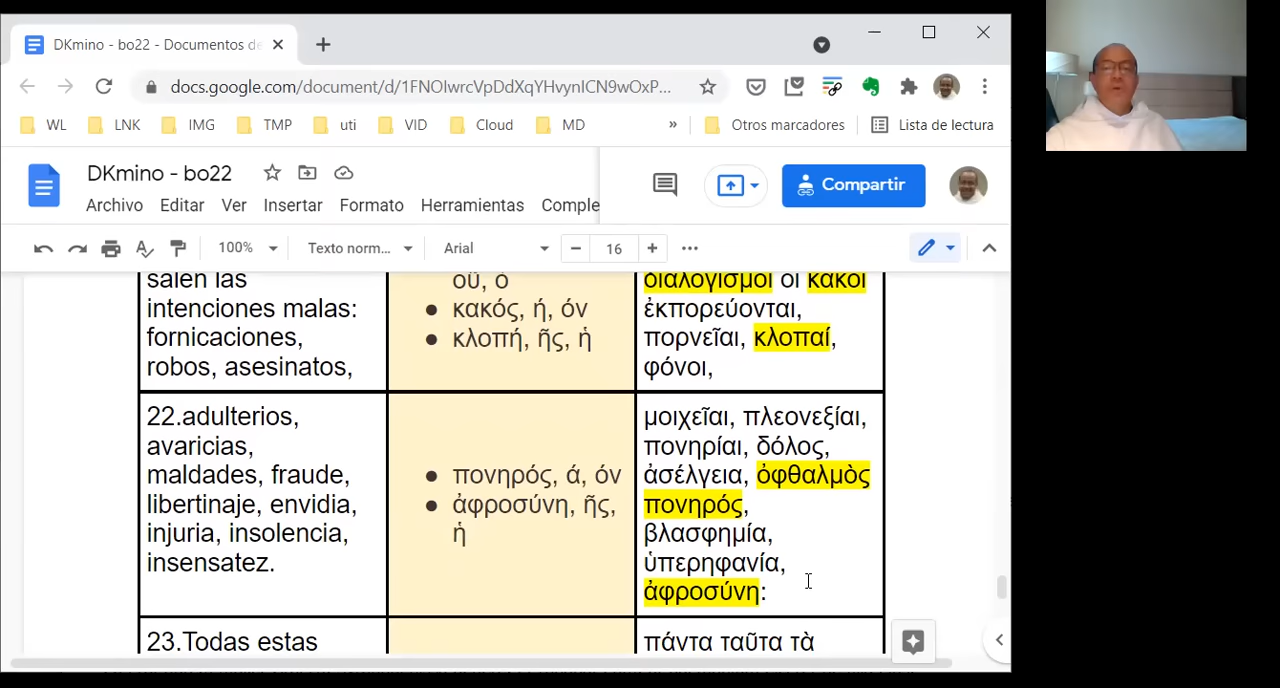 DKmino - bo22 - Documentos de
docs.google.com/document/d/1FNOIwrcVpDdXqYHvynICN9wOxP...
WL LNK IMG TMP uti VID Cloud MD » Otros marcadores Lista de lectura
DKmino - bo22
Compartir
Archivo Editar Ver Insertar Formato Herramientas Comple
100% Texto norm... Arial 16
salen las
intenciones malas:
fornicaciones,
robos, asesinatos,
οῦ, ὁ
● κακός, ή, όν
● κλοπή, ῆς, ἡ
διαλογισμοὶ οἱ κακοὶ
ἐκπορεύονται,
πορνεῖαι, κλοπαί,
φόνοι,
22.adulterios,
avaricias,
maldades, fraude,
libertinaje, envidia,
injuria, insolencia,
insensatez.
● πονηρός, ά, όν
● ἀφροσύνη, ῆς,
ἡ
μοιχεῖαι, πλεονεξίαι,
πονηρίαι, δόλος,
ἀσέλγεια, ὀφθαλμὸς
πονηρός,
βλασφημία,
ὑπερηφανία,
ἀφροσύνη:
23.Todas estas
πάντα ταῦτα τὰ